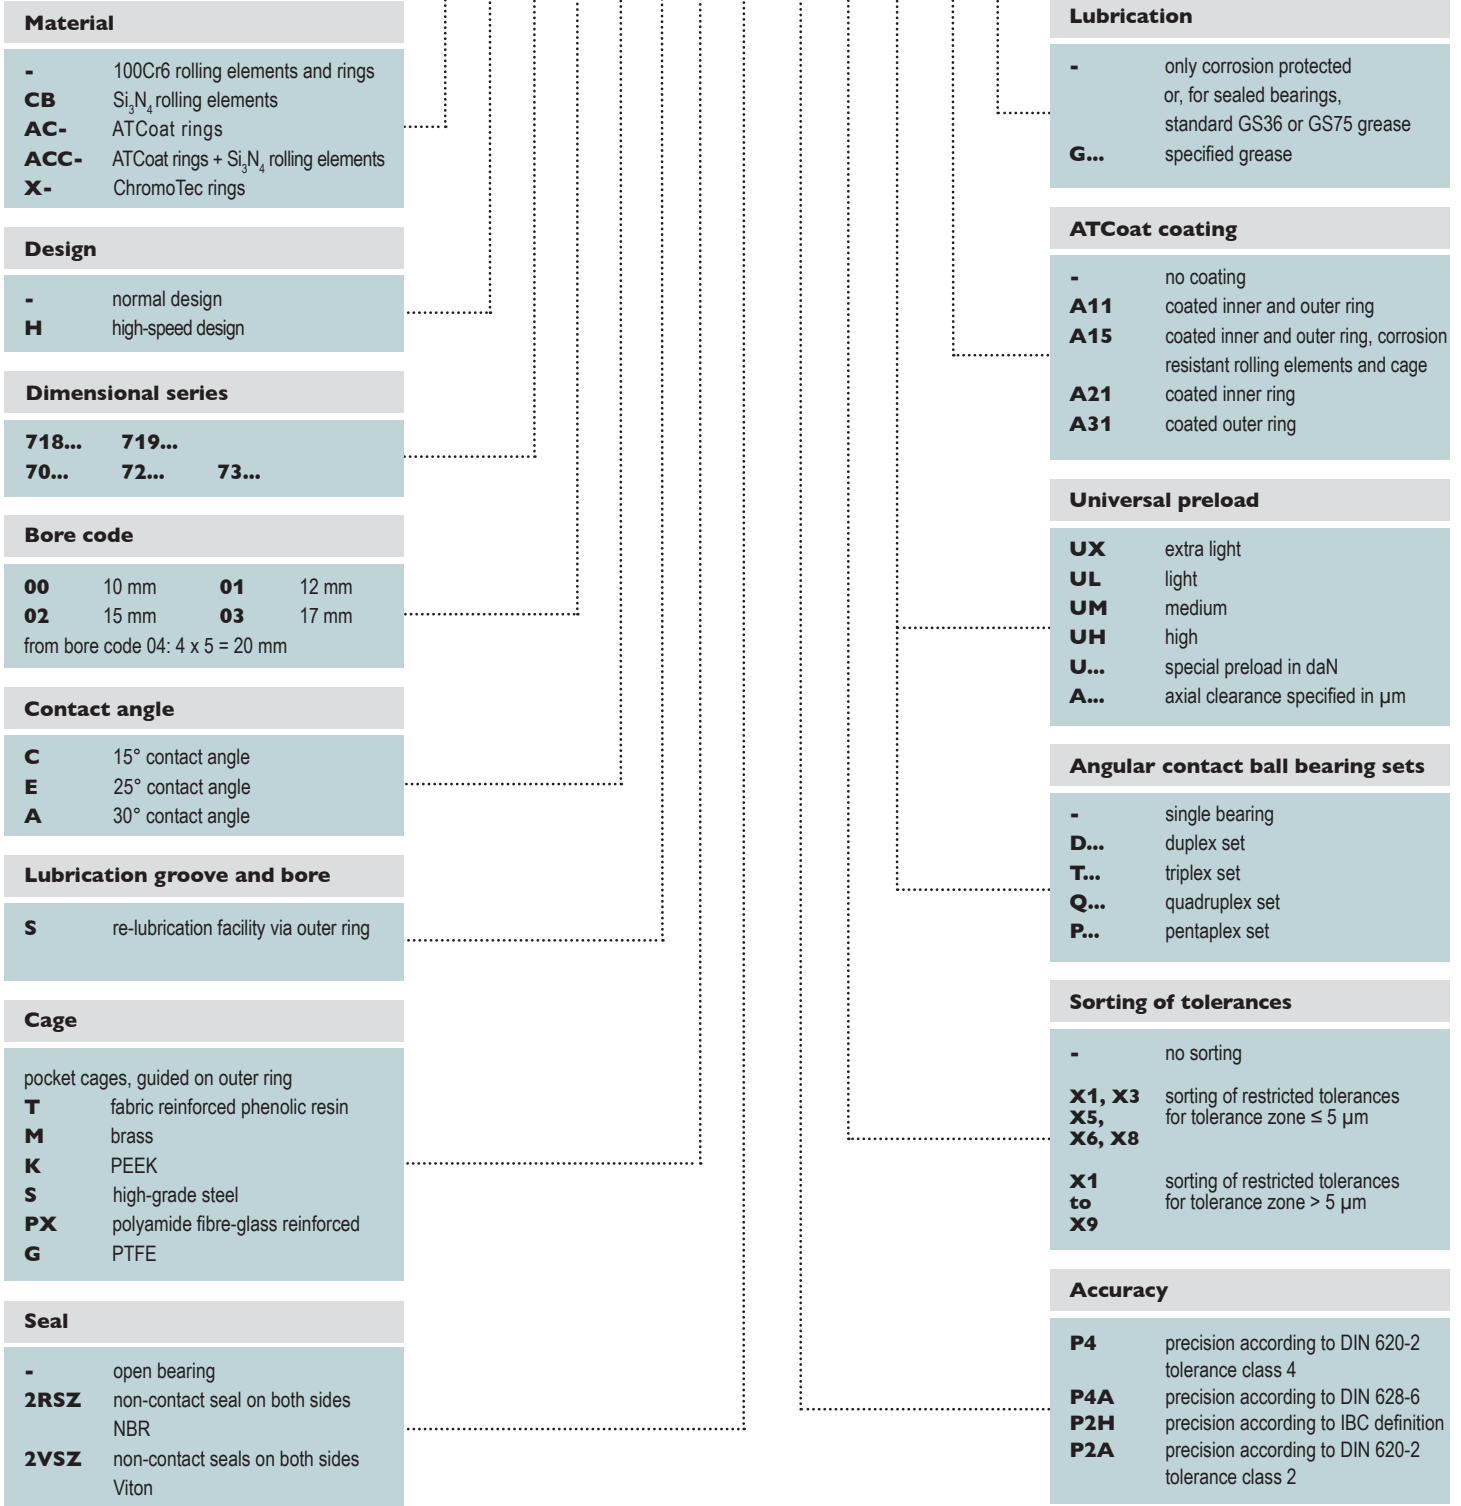 Material
- 100Cr6 rolling elements and rings
CB Si3N4 rolling elements
AC- ATCoat rings
ACC- ATCoat rings + Si3N4 rolling elements
X- ChromoTec rings
Design
- normal design
H high-speed design
Dimensional series
718... 719...
70... 72... 73...
Bore code
00 10 mm 01 12 mm
02 15 mm 03 17 mm
from bore code 04: 4 x 5 = 20 mm
Contact angle
C 15° contact angle
E 25° contact angle
A 30° contact angle
Lubrication groove and bore
S re-lubrication facility via outer ring
Cage
pocket cages, guided on outer ring
T fabric reinforced phenolic resin
M brass
K PEEK
S high-grade steel
PX polyamide fibre-glass reinforced
G PTFE
Seal
- open bearing
2RSZ non-contact seal on both sides
NBR
2VSZ non-contact seals on both sides
Viton
Lubrication
- only corrosion protected
or, for sealed bearings,
standard GS36 or GS75 grease
G... specified grease
ATCoat coating
- no coating
A11 coated inner and outer ring
A15 coated inner and outer ring, corrosion
resistant rolling elements and cage
A21 coated inner ring
A31 coated outer ring
Universal preload
UX extra light
UL light
UM medium
UH high
U... special preload in daN
A... axial clearance specified in µm
Angular contact ball bearing sets
- single bearing
D... duplex set
T... triplex set
Q... quadruplex set
P... pentaplex set
Sorting of tolerances
- no sorting
X1, X3 sorting of restricted tolerances
X5, for tolerance zone ≤ 5 µm
X6, X8
X1 sorting of restricted tolerances
to for tolerance zone > 5 µm
X9
Accuracy
P4 precision according to DIN 620-2
tolerance class 4
P4A precision according to DIN 628-6
P2H precision according to IBC definition
P2A precision according to DIN 620-2
tolerance class 2